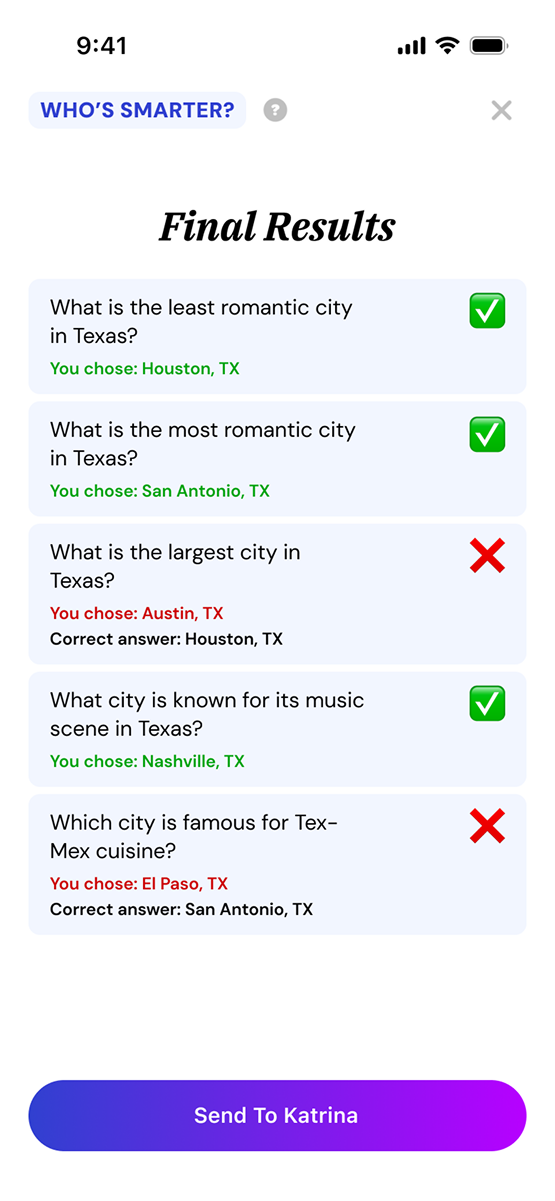 9:41
WHO'S SMARTER? ?
Final Results
What is the least romantic city
in Texas?
You chose: Houston, TX
What is the most romantic city
in Texas?
You chose: San Antonio, TX
What is the largest city in
Texas?
You chose: Austin, TX
Correct answer: Houston, TX
What city is known for its music
scene in Texas?
You chose: Nashville, TX
Which city is famous for Tex-
Mex cuisine?
You chose: El Paso, TX
Correct answer: San Antonio, TX
Send To Katrina